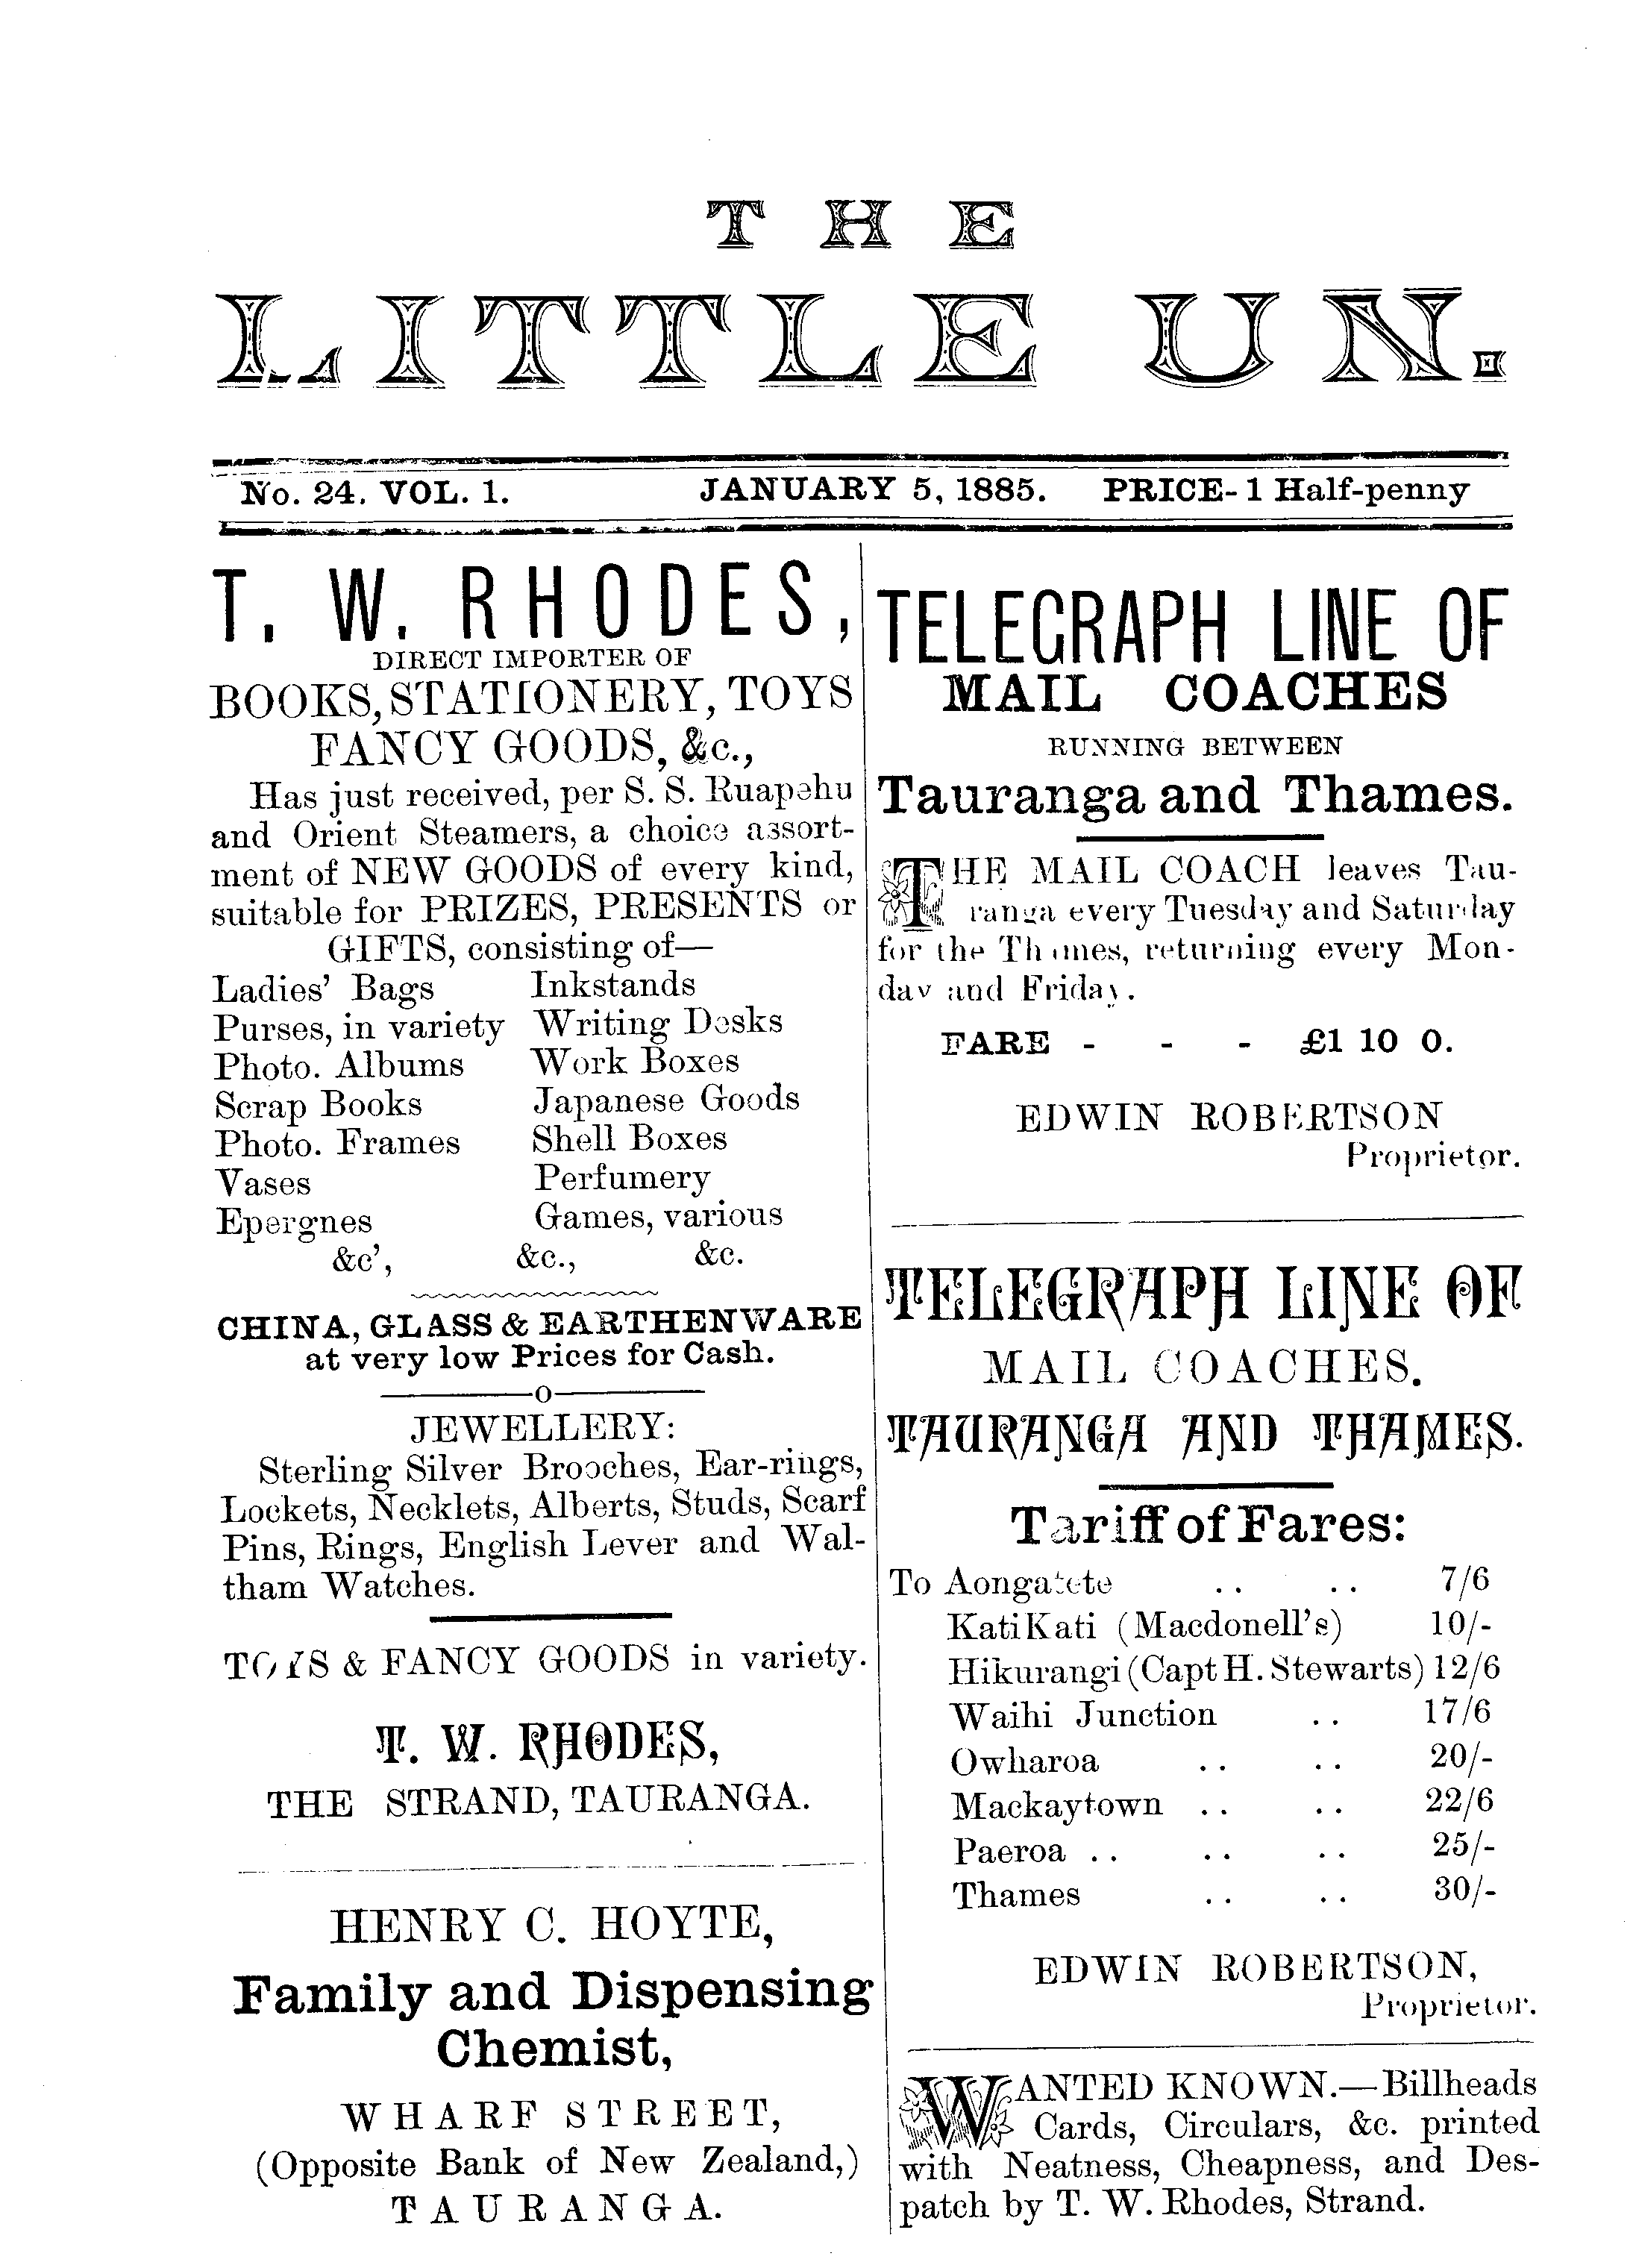 THE
LITTLE UN.
No. 24. VOL. 1. JANUARY 5, 1885. PRICE- 1 Half-penny
T. W. RHODES,
DIRECT IMPORTER OF
BOOKS, STATIONERY, TOYS
FANCY GOODS, &c.,
Has just received, per S. S. Ruapehu
and Orient Steamers, a choice assort-
ment of NEW GOODS of every kind,
suitable for PRIZES, PRESENTS or
GIFTS, consisting of—
Ladies' Bags Inkstands
Purses, in variety Writing Desks
Photo. Albums Work Boxes
Scrap Books Japanese Goods
Photo. Frames Shell Boxes
Vases Perfumery
Epergnes Games, various
&c', &c., &c.
CHINA, GLASS & EARTHENWARE
at very low Prices for Cash.
JEWELLERY:
Sterling Silver Brooches, Ear-rings,
Lockets, Necklets, Alberts, Studs, Scarf
Pins, Rings, English Lever and Wal-
tham Watches.
TOYS & FANCY GOODS in variety.
T. W. RHODES,
THE STRAND, TAURANGA.
HENRY C. HOYTE,
Family and Dispensing
Chemist,
WHARF STREET,
(Opposite Bank of New Zealand,)
TAURANGA.
TELEGRAPH LINE OF
MAIL COACHES
RUNNING BETWEEN
Tauranga and Thames.
THE MAIL COACH leaves Tau-
ranga every Tuesday and Saturday
for the Thames, returning every Mon-
day and Friday.
FARE - - - £1 10 0.
EDWIN ROBERTSON
Proprietor.
TELEGRAPH LINE OF
MAIL COACHES.
TAURANGA AND THAMES.
Tariff of Fares:
To Aongatete .. .. 7/6
KatiKati (Macdonell's) 10/-
Hikurangi (Capt H. Stewarts) 12/6
Waihi Junction .. 17/6
Owharoa .. .. 20/-
Mackaytown .. .. 22/6
Paeroa .. .. .. 25/-
Thames .. .. 30/-
EDWIN ROBERTSON,
Proprietor.
WANTED KNOWN.—Billheads
Cards, Circulars, &c. printed
with Neatness, Cheapness, and Des-
patch by T. W. Rhodes, Strand.